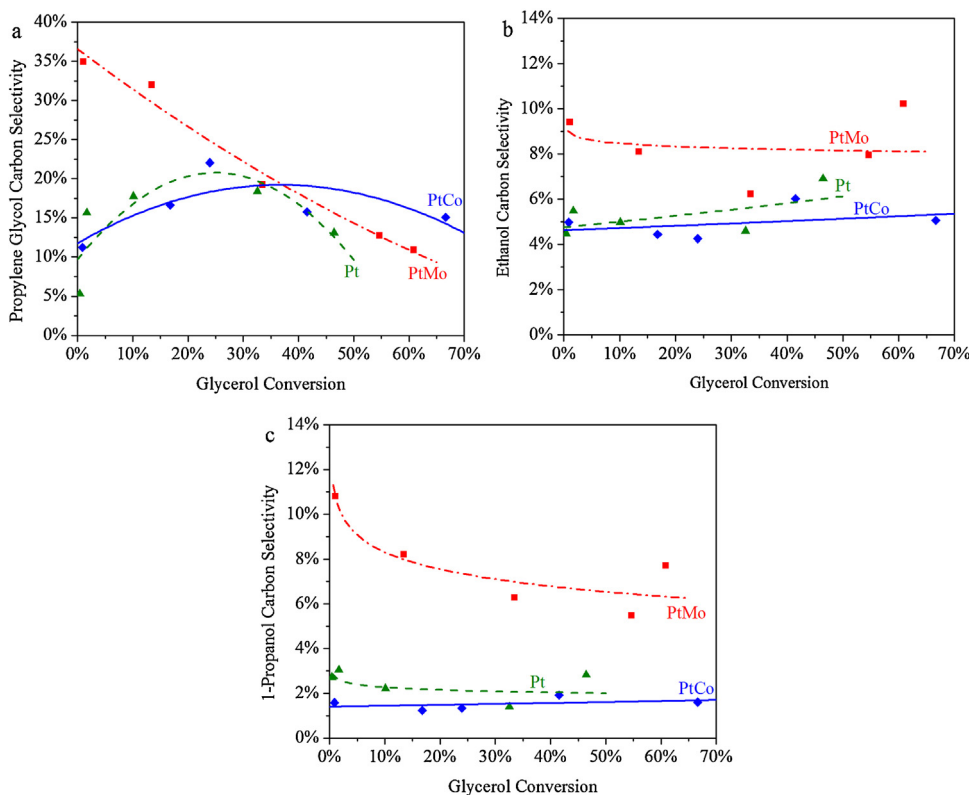 a
Propylene Glycol Carbon Selectivity
40%
35%
30%
25%
20%
15%
10%
5%
0%
PtCo
Pt
PtMo
0% 10% 20% 30% 40% 50% 60% 70%
Glycerol Conversion
b
Ethanol Carbon Selectivity
14%
12%
10%
8%
6%
4%
2%
0%
PtMo
Pt
PtCo
0% 10% 20% 30% 40% 50% 60% 70%
Glycerol Conversion
c
1-Propanol Carbon Selectivity
14%
12%
10%
8%
6%
4%
2%
0%
PtMo
Pt
PtCo
0% 10% 20% 30% 40% 50% 60% 70%
Glycerol Conversion